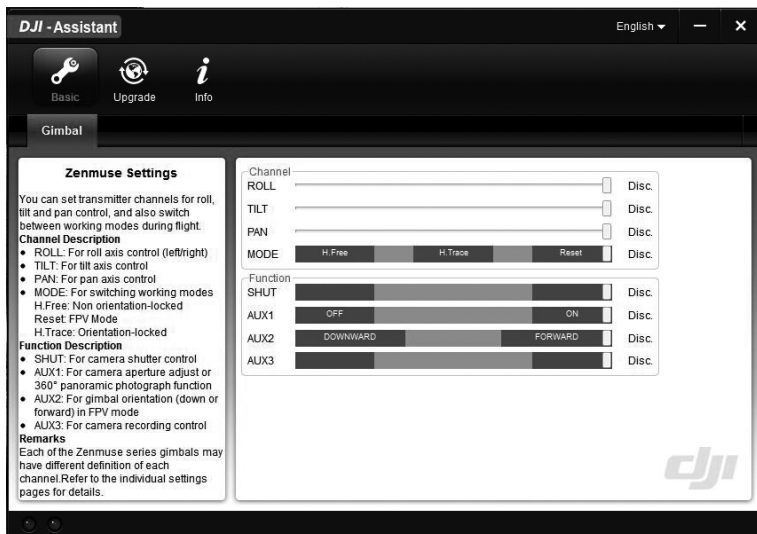 DJI - Assistant
English
Basic
Upgrade
Info
Gimbal
Zenmuse Settings
You can set transmitter channels for roll,
tilt and pan control, and also switch
between working modes during flight.
Channel Description
• ROLL: For roll axis control (left/right)
• TILT: For tilt axis control
• PAN: For pan axis control
• MODE: For switching working modes
H.Free: Non orientation-locked
Reset: FPV Mode
H.Trace: Orientation-locked
Function Description
• SHUT: For camera shutter control
• AUX1: For camera aperture adjust or
360° panoramic photograph function
• AUX2: For gimbal orientation (down or
forward) in FPV mode
• AUX3: For camera recording control
Remarks
Each of the Zenmuse series gimbals may
have different definition of each
channel.Refer to the individual settings
pages for details.
Channel
ROLL Disc.
TILT Disc.
PAN Disc.
MODE H.Free H.Trace Reset Disc.
Function
SHUT Disc.
AUX1 OFF ON Disc.
AUX2 DOWNWARD FORWARD Disc.
AUX3 Disc.
dji